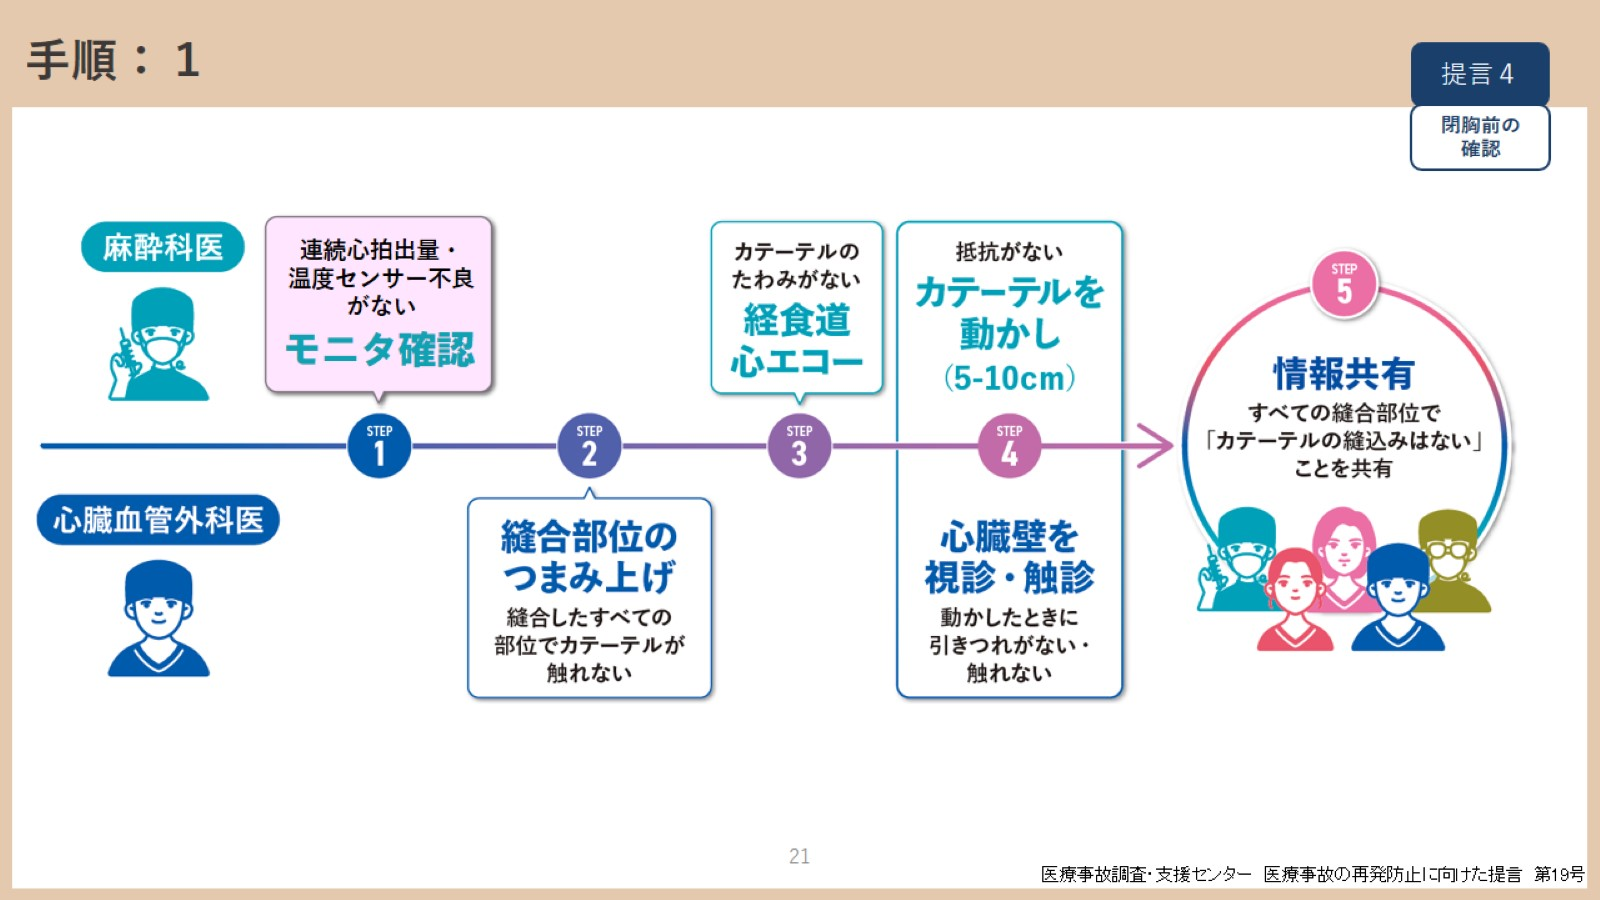 手順：1
提言4
閉胸前の
確認
麻酔科医
連続心拍出量・
温度センサー不良
がない
モニタ確認
カテーテルの
たわみがない
経食道
心エコー
抵抗がない
カテーテルを
動かし
（5-10cm）
STEP
1
STEP
2
STEP
3
STEP
4
STEP
5
情報共有
すべての縫合部位で
「カテーテルの縫込みはない」
ことを共有
心臓血管外科医
縫合部位の
つまみ上げ
縫合したすべての
部位でカテーテルが
触れない
心臓壁を
視診・触診
動かしたときに
引きつれがない・
触れない
21
医療事故調査・支援センター　医療事故の再発防止に向けた提言　第19号